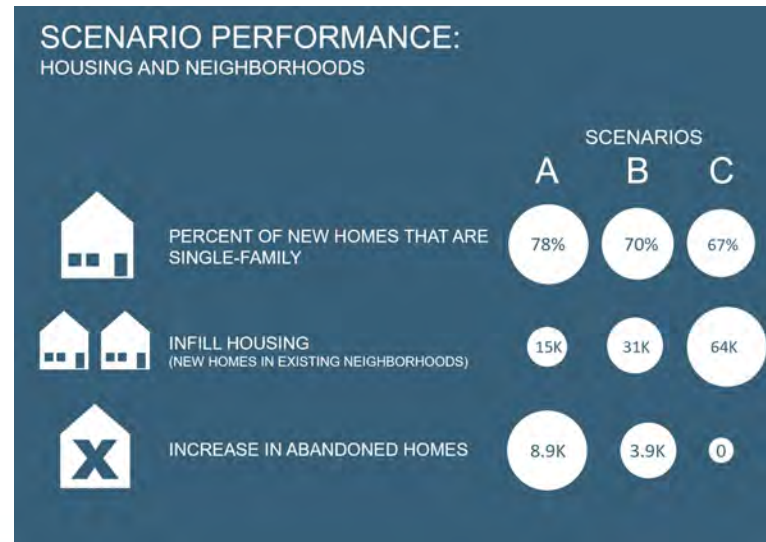 SCENARIO PERFORMANCE:
HOUSING AND NEIGHBORHOODS
SCENARIOS
A B C
PERCENT OF NEW HOMES THAT ARE
SINGLE-FAMILY
78% 70% 67%
INFILL HOUSING
(NEW HOMES IN EXISTING NEIGHBORHOODS)
15K 31K 64K
X
INCREASE IN ABANDONED HOMES
8.9K 3.9K 0